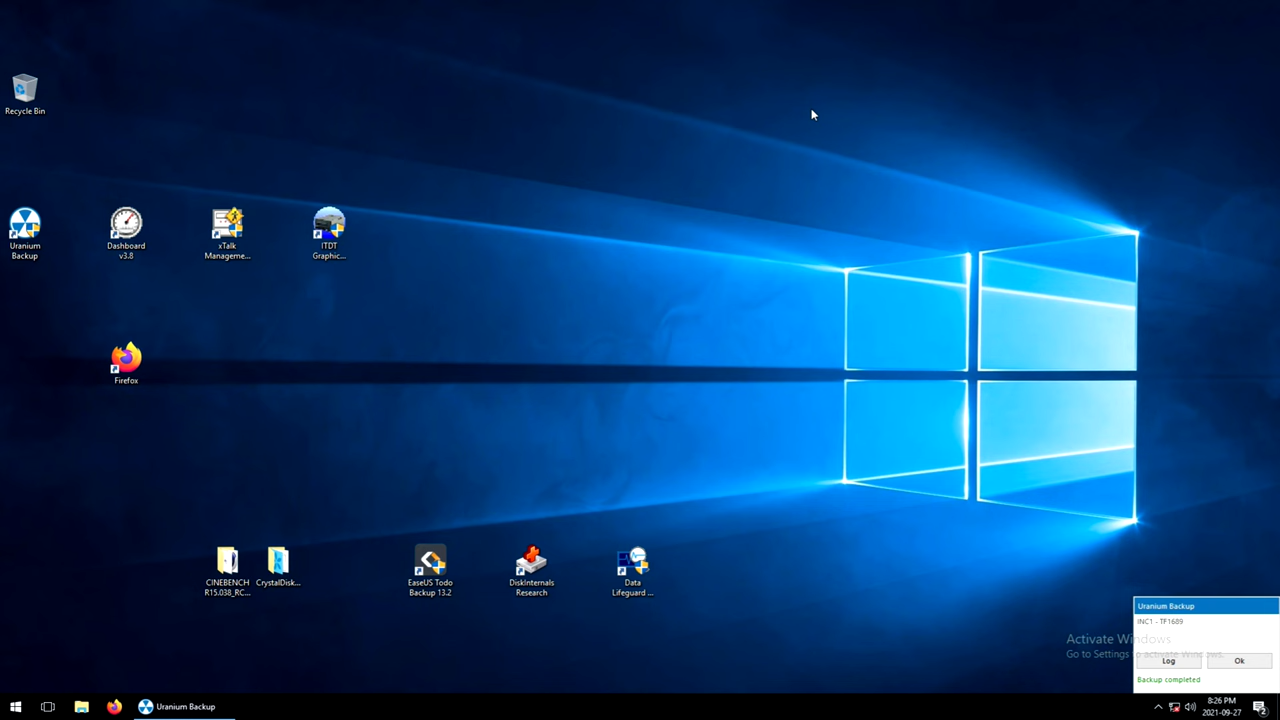 Recycle Bin
Uranium
Backup
Dashboard
v3.8
xTalk
Manageme...
ITDT
Graphic...
Firefox
CINEBENCH
R15.038_RC...
CrystalDisk...
EaseUS Todo
Backup 13.2
DiskInternals
Research
Data
Lifeguard ...
Uranium Backup
INC1 - TF1689
Activate Windows
Go to Settings to activate Windows.
Log
Ok
Backup completed
Uranium Backup
8:26 PM
2021-09-27
2